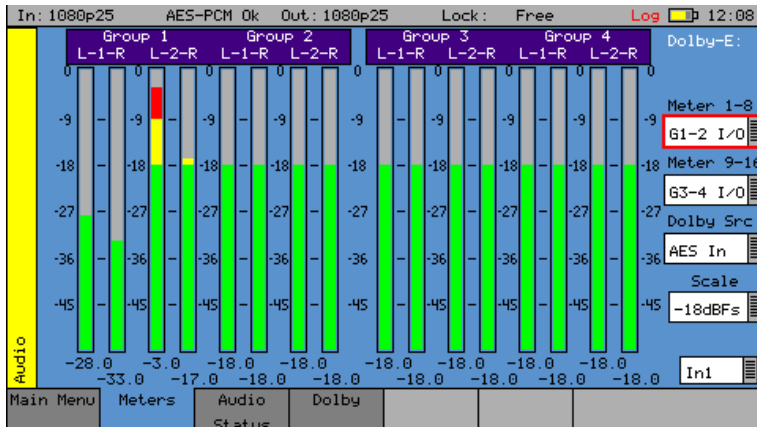 In: 1080p25 AES-PCM Ok Out: 1080p25 Lock: Free Log 12:08
Group 1 Group 2 Group 3 Group 4 Dolby-E:
L-1-R L-2-R L-1-R L-2-R L-1-R L-2-R L-1-R L-2-R
0 0 0 0 0 0 0 0 0 0
Meter 1-8
-9 -9 -9 -9 -9 -9 -9 -9 -9 -9
G1-2 I/O
-18 -18 -18 -18 -18 -18 -18 -18 -18 -18 Meter 9-16
G3-4 I/O
-27 -27 -27 -27 -27 -27 -27 -27 -27 -27
Dolby Src
-36 -36 -36 -36 -36 -36 -36 -36 -36 -36 AES In
Scale
-45 -45 -45 -45 -45 -45 -45 -45 -45 -45 -18dBFs
-28.0 -3.0 -18.0 -18.0 -18.0 -18.0 -18.0 -18.0
-33.0 -17.0 -18.0 -18.0 -18.0 -18.0 -18.0 -18.0
In1
Audio
Main Menu Meters Audio Status Dolby